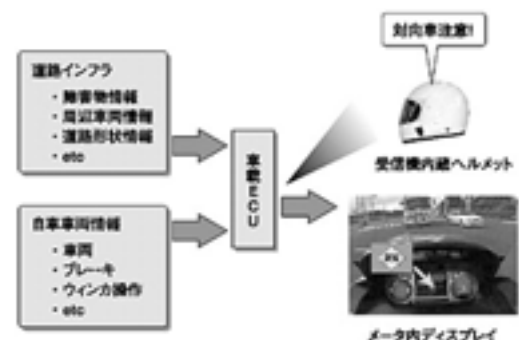 道路インフラ
・障害物情報
・周辺車両情報
・道路形状情報
・etc
自車車両情報
・車両
・ブレーキ
・ウィンカ操作
・etc
車載ECU
対向車注意!
受信機内蔵ヘルメット
メータ内ディスプレイ